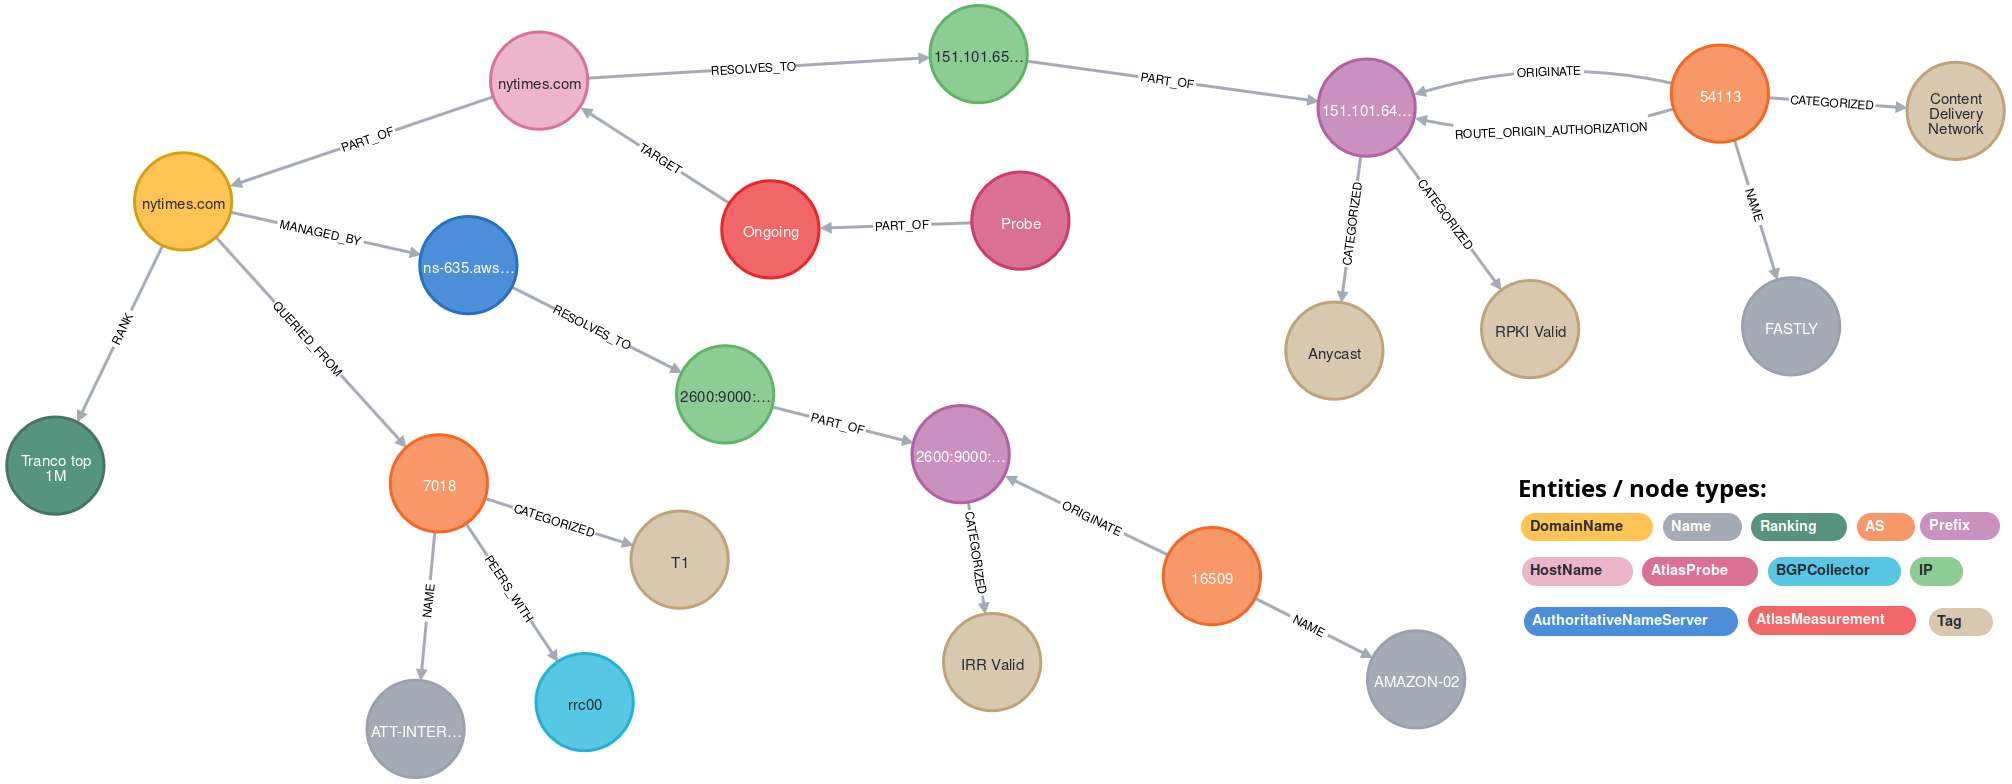 nytimes.com
RESOLVES_TO
151.101.65...
PART_OF
151.101.64...
ORIGINATE
ROUTE_ORIGIN_AUTHORIZATION
54113
CATEGORIZED
Content
Delivery
Network
PART_OF
TARGET
nytimes.com
MANAGED_BY
ns-635.aws...
Ongoing
PART_OF
Probe
CATEGORIZED
CATEGORIZED
NAME
Anycast
RPKI Valid
FASTLY
RANK
QUERIED_FROM
RESOLVES_TO
2600:9000:...
PART_OF
2600:9000:...
ORIGINATE
16509
NAME
AMAZON-02
CATEGORIZED
IRR Valid
Tranco top
1M
7018
CATEGORIZED
T1
NAME
PEERS_WITH
ATT-INTER...
rrc00
Entities / node types:
DomainName Name Ranking AS Prefix
HostName AtlasProbe BGPCollector IP
AuthoritativeNameServer AtlasMeasurement Tag